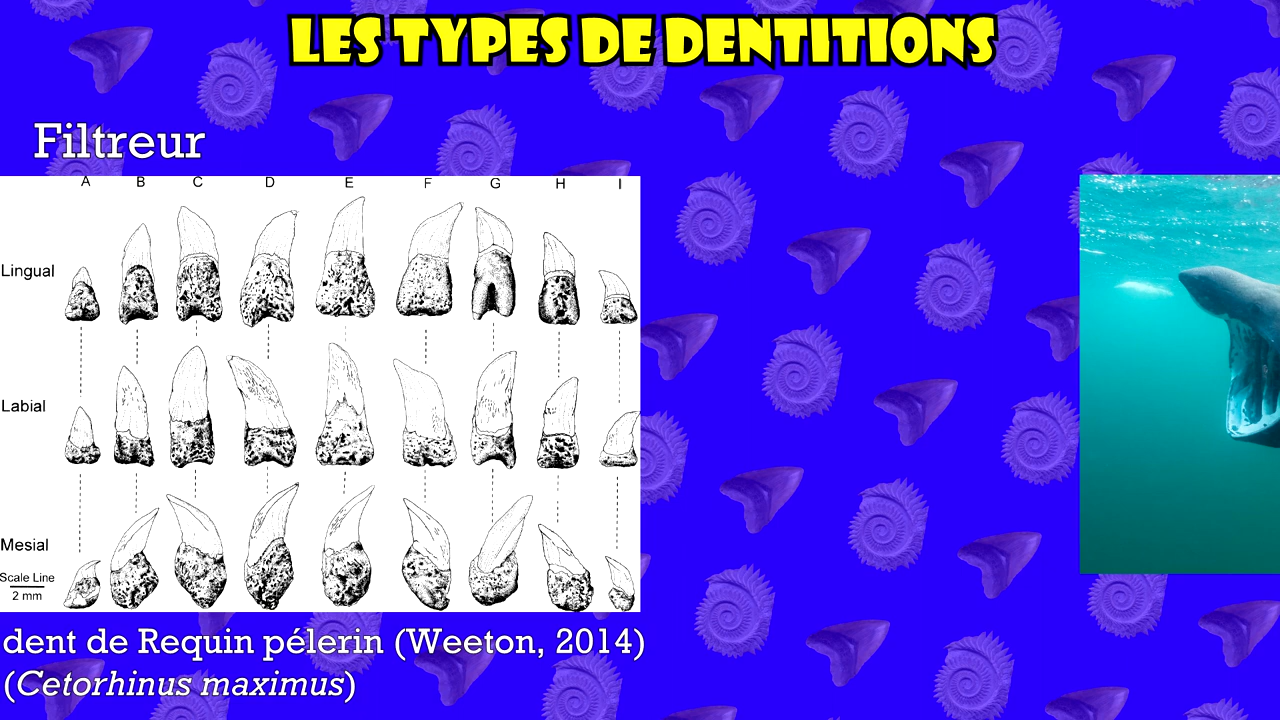 LES TYPES DE DENTITIONS
Filtreur
A B C D E F G H I
Lingual
Labial
Mesial
Scale Line
2 mm
dent de Requin pélerin (Weeton, 2014)
(Cetorhinus maximus)